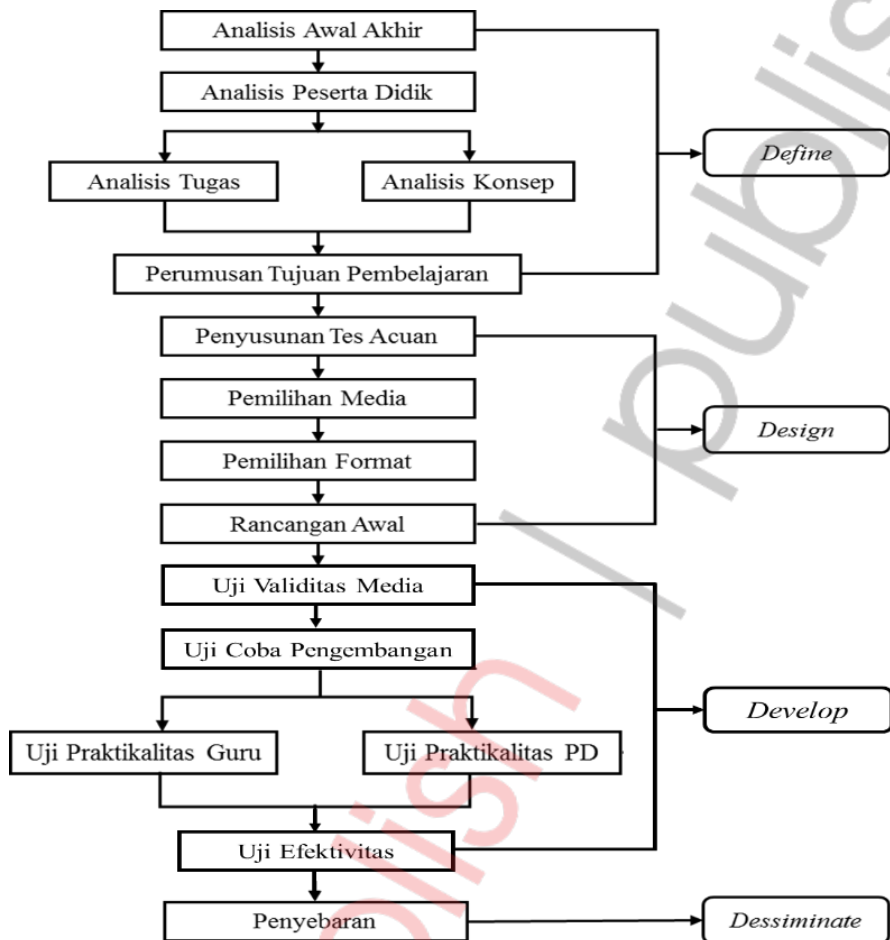 Analisis Awal Akhir
Analisis Peserta Didik
Define
Analisis Tugas
Analisis Konsep
Perumusan Tujuan Pembelajaran
Penyusunan Tes Acuan
Pemilihan Media
Design
Pemilihan Format
Rancangan Awal
Uji Validitas Media
Uji Coba Pengembangan
Develop
Uji Praktikalitas Guru
Uji Praktikalitas PD
Uji Efektivitas
Penyebaran
Dessiminate
publis
|
plish